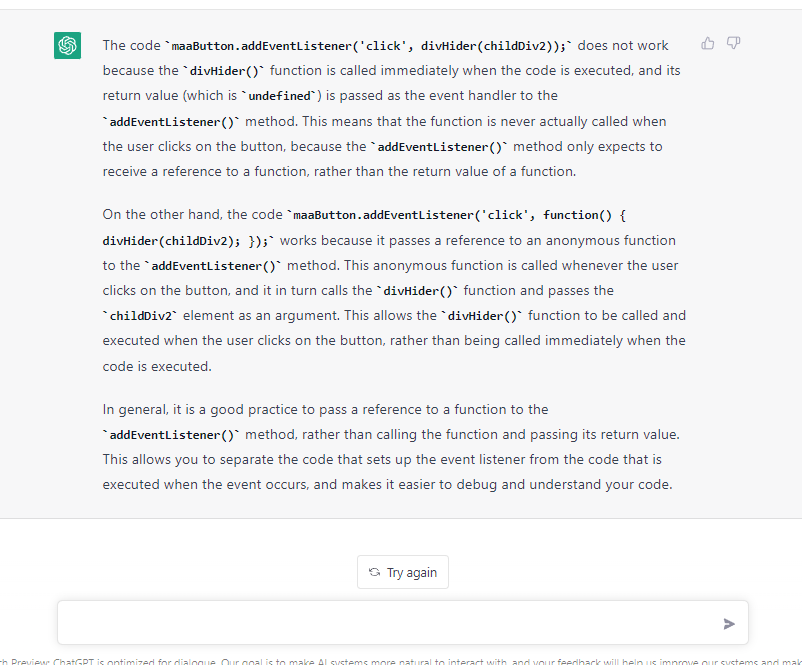 The code `maaButton.addEventListener('click', divHider(childDiv2));` does not work
because the `divHider()` function is called immediately when the code is executed, and its
return value (which is `undefined`) is passed as the event handler to the
`addEventListener()` method. This means that the function is never actually called when
the user clicks on the button, because the `addEventListener()` method only expects to
receive a reference to a function, rather than the return value of a function.
On the other hand, the code `maaButton.addEventListener('click', function() {
divHider(childDiv2); });` works because it passes a reference to an anonymous function
to the `addEventListener()` method. This anonymous function is called whenever the user
clicks on the button, and it in turn calls the `divHider()` function and passes the
`childDiv2` element as an argument. This allows the `divHider()` function to be called and
executed when the user clicks on the button, rather than being called immediately when the
code is executed.
In general, it is a good practice to pass a reference to a function to the
`addEventListener()` method, rather than calling the function and passing its return value.
This allows you to separate the code that sets up the event listener from the code that is
executed when the event occurs, and makes it easier to debug and understand your code.
Try again
Preview: ChatGPT is optimized for dialogue. Our goal is to make AI systems more natural to interact with, and your feedback will help us improve our systems and